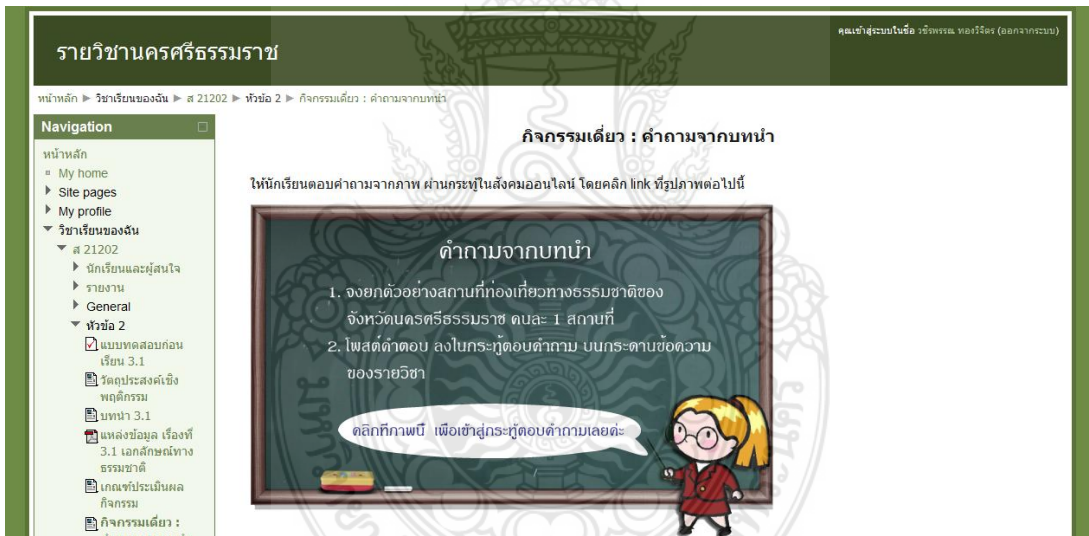 คุณเข้าสู่ระบบในชื่อ วชิรพรรณ ทองวิจิตร (ออกจากระบบ)
รายวิชานครศรีธรรมราช
หน้าหลัก ► วิชาเรียนของฉัน ► ส 21202 ► หัวข้อ 2 ► กิจกรรมเดี่ยว : คำถามจากบทนำ
Navigation
หน้าหลัก
My home
Site pages
My profile
วิชาเรียนของฉัน
ส 21202
นักเรียนและผู้สนใจ
รายงาน
General
หัวข้อ 2
แบบทดสอบก่อน
เรียน 3.1
วัตถุประสงค์เชิง
พฤติกรรม
บทนำ 3.1
แหล่งข้อมูล เรื่องที่
3.1 เอกลักษณ์ทาง
ธรรมชาติ
เกณฑ์ประเมินผล
กิจกรรม
กิจกรรมเดี่ยว :
กิจกรรมเดี่ยว : คำถามจากบทนำ
ให้นักเรียนตอบคำถามจากภาพ ผ่านกระทู้ในสังคมออนไลน์ โดยคลิก link ที่รูปภาพต่อไปนี้
คำถามจากบทนำ
1. จงยกตัวอย่างสถานที่ท่องเที่ยวทางธรรมชาติของ
จังหวัดนครศรีธรรมราช คนละ 1 สถานที่
2. โพสต์คำตอบ ลงในกระทู้ตอบคำถาม บนกระดานข้อความ
ของรายวิชา
คลิกที่ภาพนี้ เพื่อเข้าสู่กระทู้ตอบคำถามเลยค่ะ